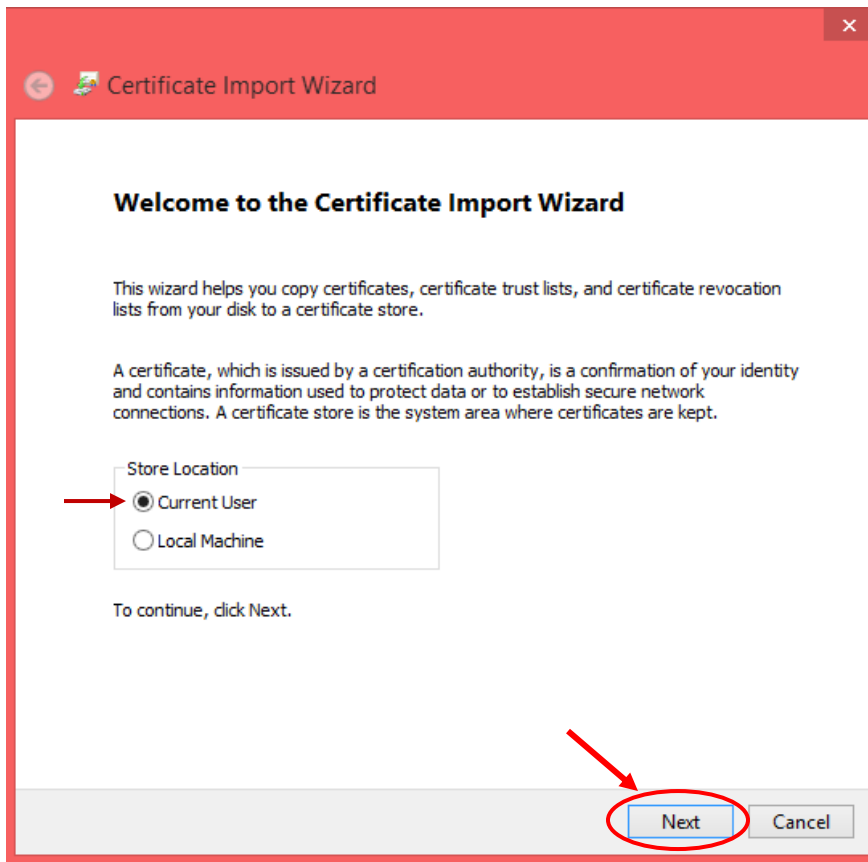 Certificate Import Wizard
Welcome to the Certificate Import Wizard
This wizard helps you copy certificates, certificate trust lists, and certificate revocation
lists from your disk to a certificate store.
A certificate, which is issued by a certification authority, is a confirmation of your identity
and contains information used to protect data or to establish secure network
connections. A certificate store is the system area where certificates are kept.
Store Location
Current User
Local Machine
To continue, click Next.
Next Cancel